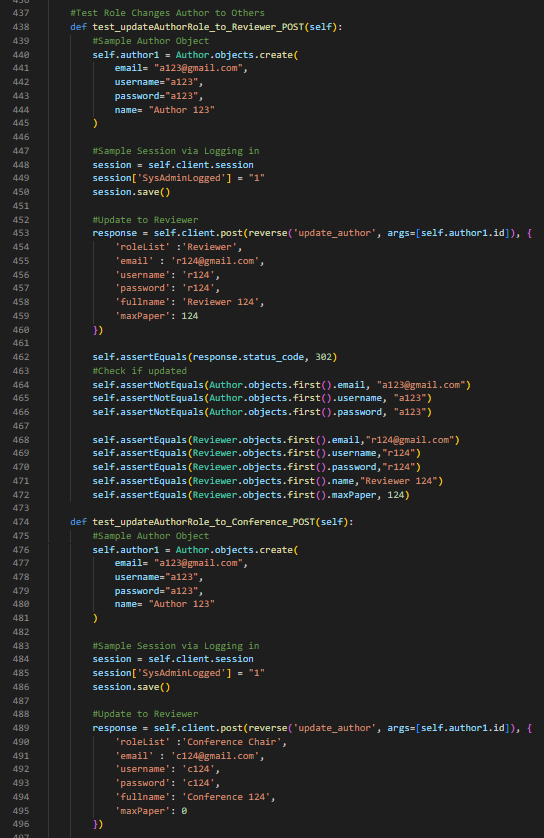 437 #Test Role Changes Author to Others
438 def test_updateAuthorRole_to_Reviewer_POST(self):
439 #Sample Author Object
440 self.author1 = Author.objects.create(
441 email= "a123@gmail.com",
442 username="a123",
443 password="a123",
444 name= "Author 123"
445 )
446
447 #Sample Session via Logging in
448 session = self.client.session
449 session['SysAdminLogged'] = "1"
450 session.save()
451
452 #Update to Reviewer
453 response = self.client.post(reverse('update_author', args=[self.author1.id]), {
454 'roleList' :'Reviewer',
455 'email' : 'r124@gmail.com',
456 'username': 'r124',
457 'password': 'r124',
458 'fullname': 'Reviewer 124',
459 'maxPaper': 124
460 })
461
462 self.assertEquals(response.status_code, 302)
463 #Check if updated
464 self.assertNotEquals(Author.objects.first().email, "a123@gmail.com")
465 self.assertNotEquals(Author.objects.first().username, "a123")
466 self.assertNotEquals(Author.objects.first().password, "a123")
467
468 self.assertEquals(Reviewer.objects.first().email,"r124@gmail.com")
469 self.assertEquals(Reviewer.objects.first().username,"r124")
470 self.assertEquals(Reviewer.objects.first().password,"r124")
471 self.assertEquals(Reviewer.objects.first().name,"Reviewer 124")
472 self.assertEquals(Reviewer.objects.first().maxPaper, 124)
473
474 def test_updateAuthorRole_to_Conference_POST(self):
475 #Sample Author Object
476 self.author1 = Author.objects.create(
477 email= "a123@gmail.com",
478 username="a123",
479 password="a123",
480 name= "Author 123"
481 )
482
483 #Sample Session via Logging in
484 session = self.client.session
485 session['SysAdminLogged'] = "1"
486 session.save()
487
488 #Update to Reviewer
489 response = self.client.post(reverse('update_author', args=[self.author1.id]), {
490 'roleList' :'Conference Chair',
491 'email' : 'c124@gmail.com',
492 'username': 'c124',
493 'password': 'c124',
494 'fullname': 'Conference 124',
495 'maxPaper': 0
496 })